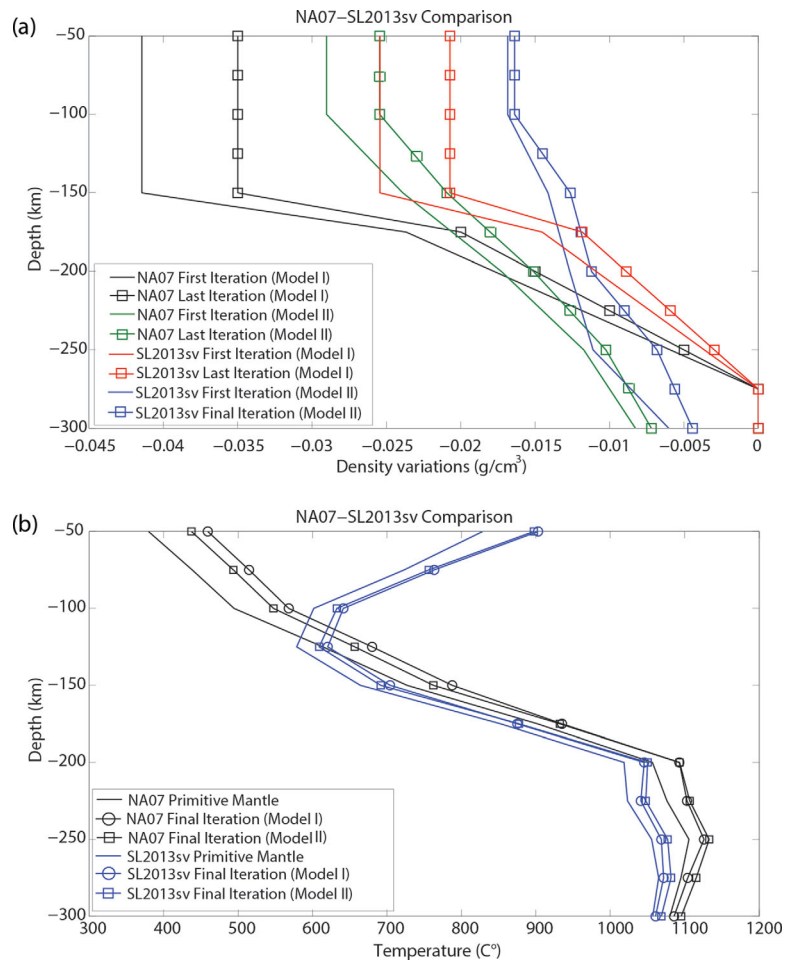 NA07−SL2013sv Comparison
(a)
−50
−100
−150
−200
−250
−300
Depth (km)
NA07 First Iteration (Model I)
NA07 Last Iteration (Model I)
NA07 First Iteration (Model II)
NA07 Last Iteration (Model II)
SL2013sv First Iteration (Model I)
SL2013sv Last Iteration (Model I)
SL2013sv First Iteration (Model II)
SL2013sv Final Iteration (Model II)
−0.045 −0.04 −0.035 −0.03 −0.025 −0.02 −0.015 −0.01 −0.005 0
Density variations (g/cm³)
(b)
NA07−SL2013sv Comparison
−50
−100
−150
−200
−250
−300
Depth (km)
NA07 Primitive Mantle
NA07 Final Iteration (Model I)
NA07 Final Iteration (Model II)
SL2013sv Primitive Mantle
SL2013sv Final Iteration (Model I)
SL2013sv Final Iteration (Model II)
300 400 500 600 700 800 900 1000 1100 1200
Temperature (C°)